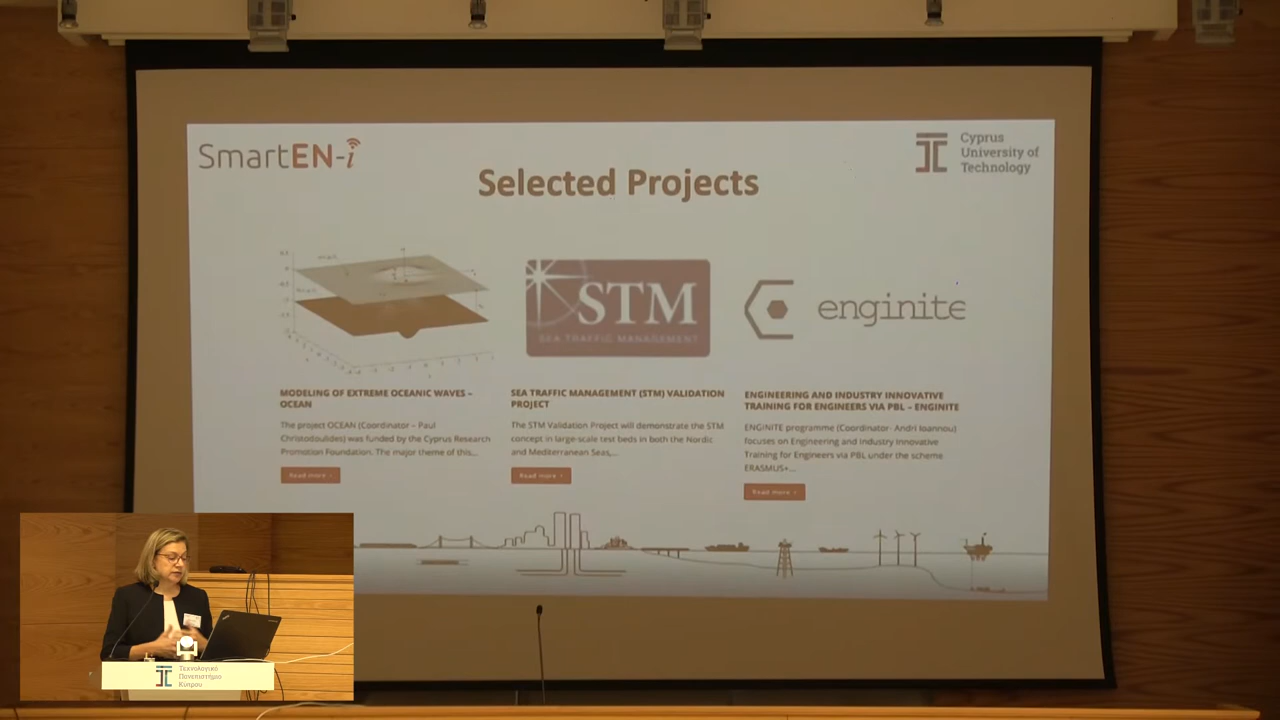 SmartEN-i
Cyprus
University of
Technology
Selected Projects
STM
SEA TRAFFIC MANAGEMENT
enginite
MODELING OF EXTREME OCEANIC WAVES –
OCEAN
The project OCEAN (Coordinator – Paul
Christodoulides) was funded by the Cyprus Research
Promotion Foundation. The major theme of this...
Read more ›
SEA TRAFFIC MANAGEMENT (STM) VALIDATION
PROJECT
The STM Validation Project will demonstrate the STM
concept in large-scale test beds in both the Nordic
and Mediterranean Seas,...
Read more ›
ENGINEERING AND INDUSTRY INNOVATIVE
TRAINING FOR ENGINEERS VIA PBL – ENGINITE
ENGINITE programme (Coordinator- Andri Ioannou)
focuses on Engineering and Industry Innovative
Training for Engineers via PBL under the scheme
ERASMUS+...
Read more ›
Τεχνολογικό
Πανεπιστήμιο
Κύπρου